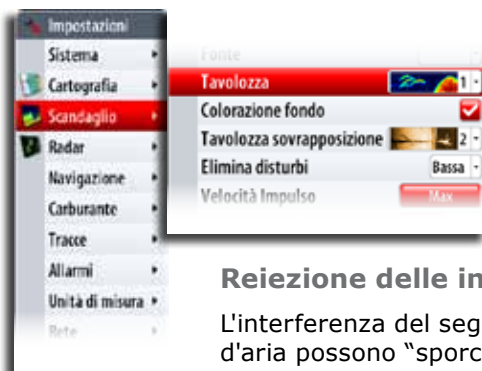 Impostazioni
Sistema
Cartografia
Scandaglio
Radar
Navigazione
Carburante
Tracce
Allarmi
Unità di misura
Rete
Fonte
Tavolozza 1
Colorazione fondo
Tavolozza sovrapposizione 2
Elimina disturbi Bassa
Velocità Impulso Max
Reiezione delle in
L'interferenza del seg
d'aria possono “sporc